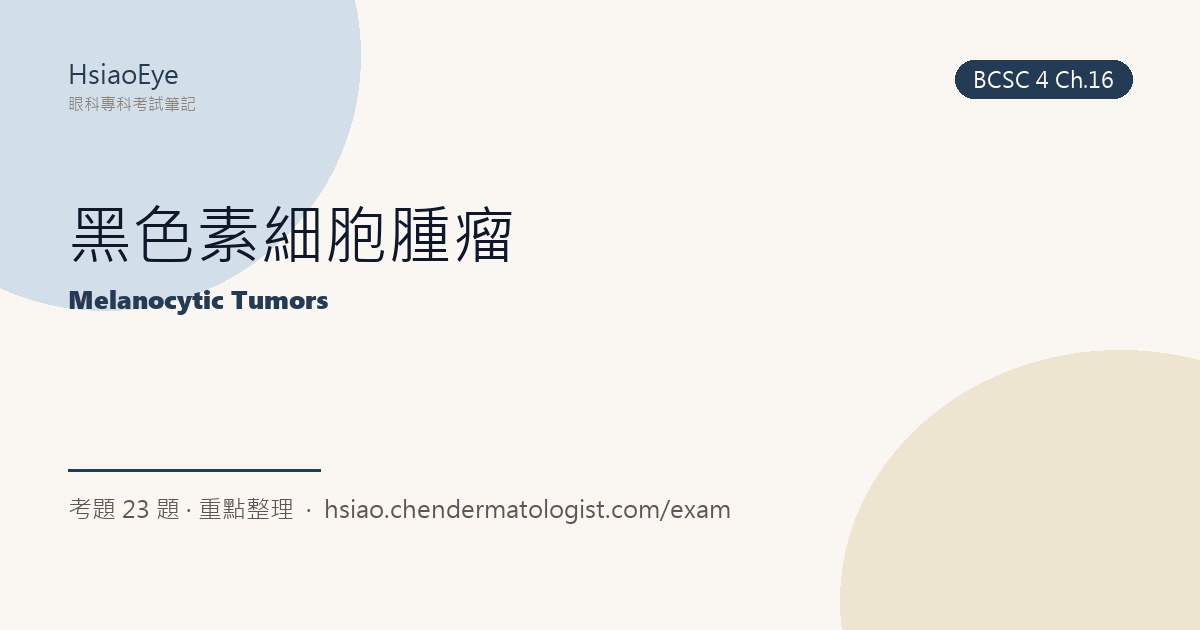 HsiaoEye
眼科專科考試筆記
BCSC 4 Ch.16
黑色素細胞腫瘤
Melanocytic Tumors
考題 23 題 · 重點整理 · hsiao.chendermatologist.com/exam